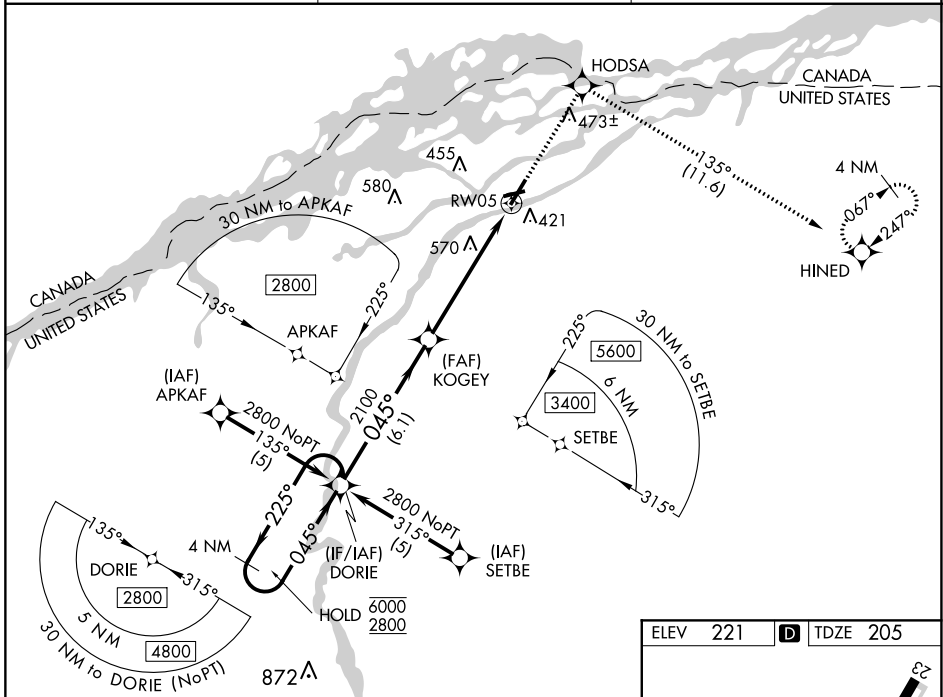 HODSA
CANADA
UNITED STATES
473±
135°
(11.6)
4 NM
067°
247°
HINED
455
580
RW05
421
570
30 NM to APKAF
2800
135°
225°
APKAF
CANADA
UNITED STATES
(FAF)
KOGEY
2100
045°
(6.1)
225°
5600
30 NM to SETBE
3400
6 NM
SETBE
315°
(IAF)
APKAF
2800 NoPT
135°
(5)
225°
045°
4 NM
(IF/IAF)
DORIE
2800 NoPT
315°
(5)
(IAF)
SETBE
HOLD 6000
2800
135°
DORIE
315°
2800
5 NM
4800
30 NM to DORIE (NoPT)
872
ELEV 221 D TDZE 205
23